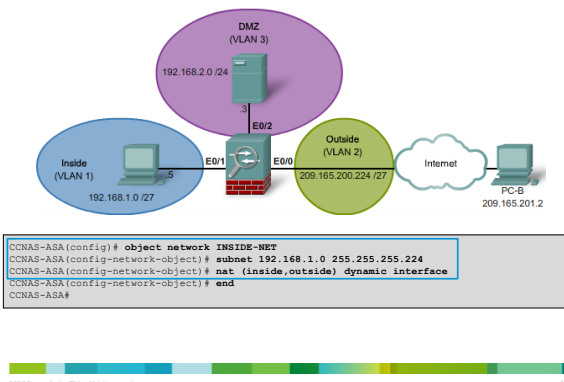 DMZ
(VLAN 3)
192.168.2.0 /24
.3
E0/2
Outside
(VLAN 2)
Inside
(VLAN 1)
E0/1
E0/0
Internet
.5
209.165.200.224 /27
192.168.1.0 /27
PC-B
209.165.201.2
CCNAS-ASA(config)# object network INSIDE-NET
CCNAS-ASA(config-network-object)# subnet 192.168.1.0 255.255.255.224
CCNAS-ASA(config-network-object)# nat (inside,outside) dynamic interface
CCNAS-ASA(config-network-object)# end
CCNAS-ASA#